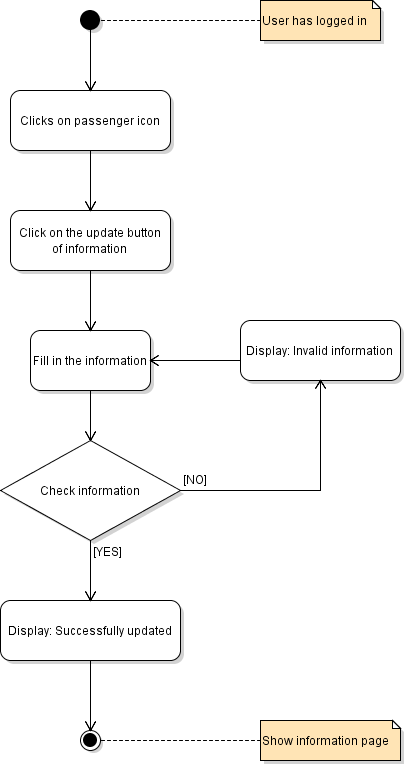 User has logged in
Clicks on passenger icon
Click on the update button
of information
Fill in the information
Display: Invalid information
Check information
[NO]
[YES]
Display: Successfully updated
Show information page